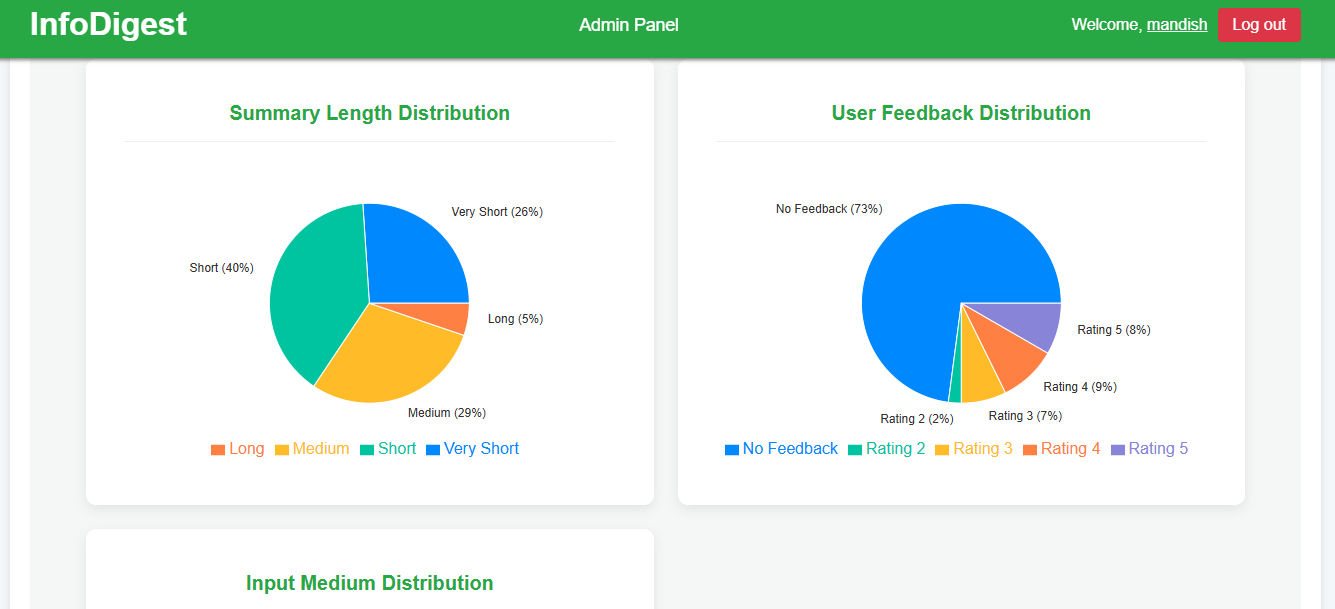 InfoDigest
Admin Panel
Welcome, mandish
Log out
Summary Length Distribution
Very Short (26%)
Short (40%)
Long (5%)
Medium (29%)
Long Medium Short Very Short
User Feedback Distribution
No Feedback (73%)
Rating 5 (8%)
Rating 4 (9%)
Rating 3 (7%)
Rating 2 (2%)
No Feedback Rating 2 Rating 3 Rating 4 Rating 5
Input Medium Distribution